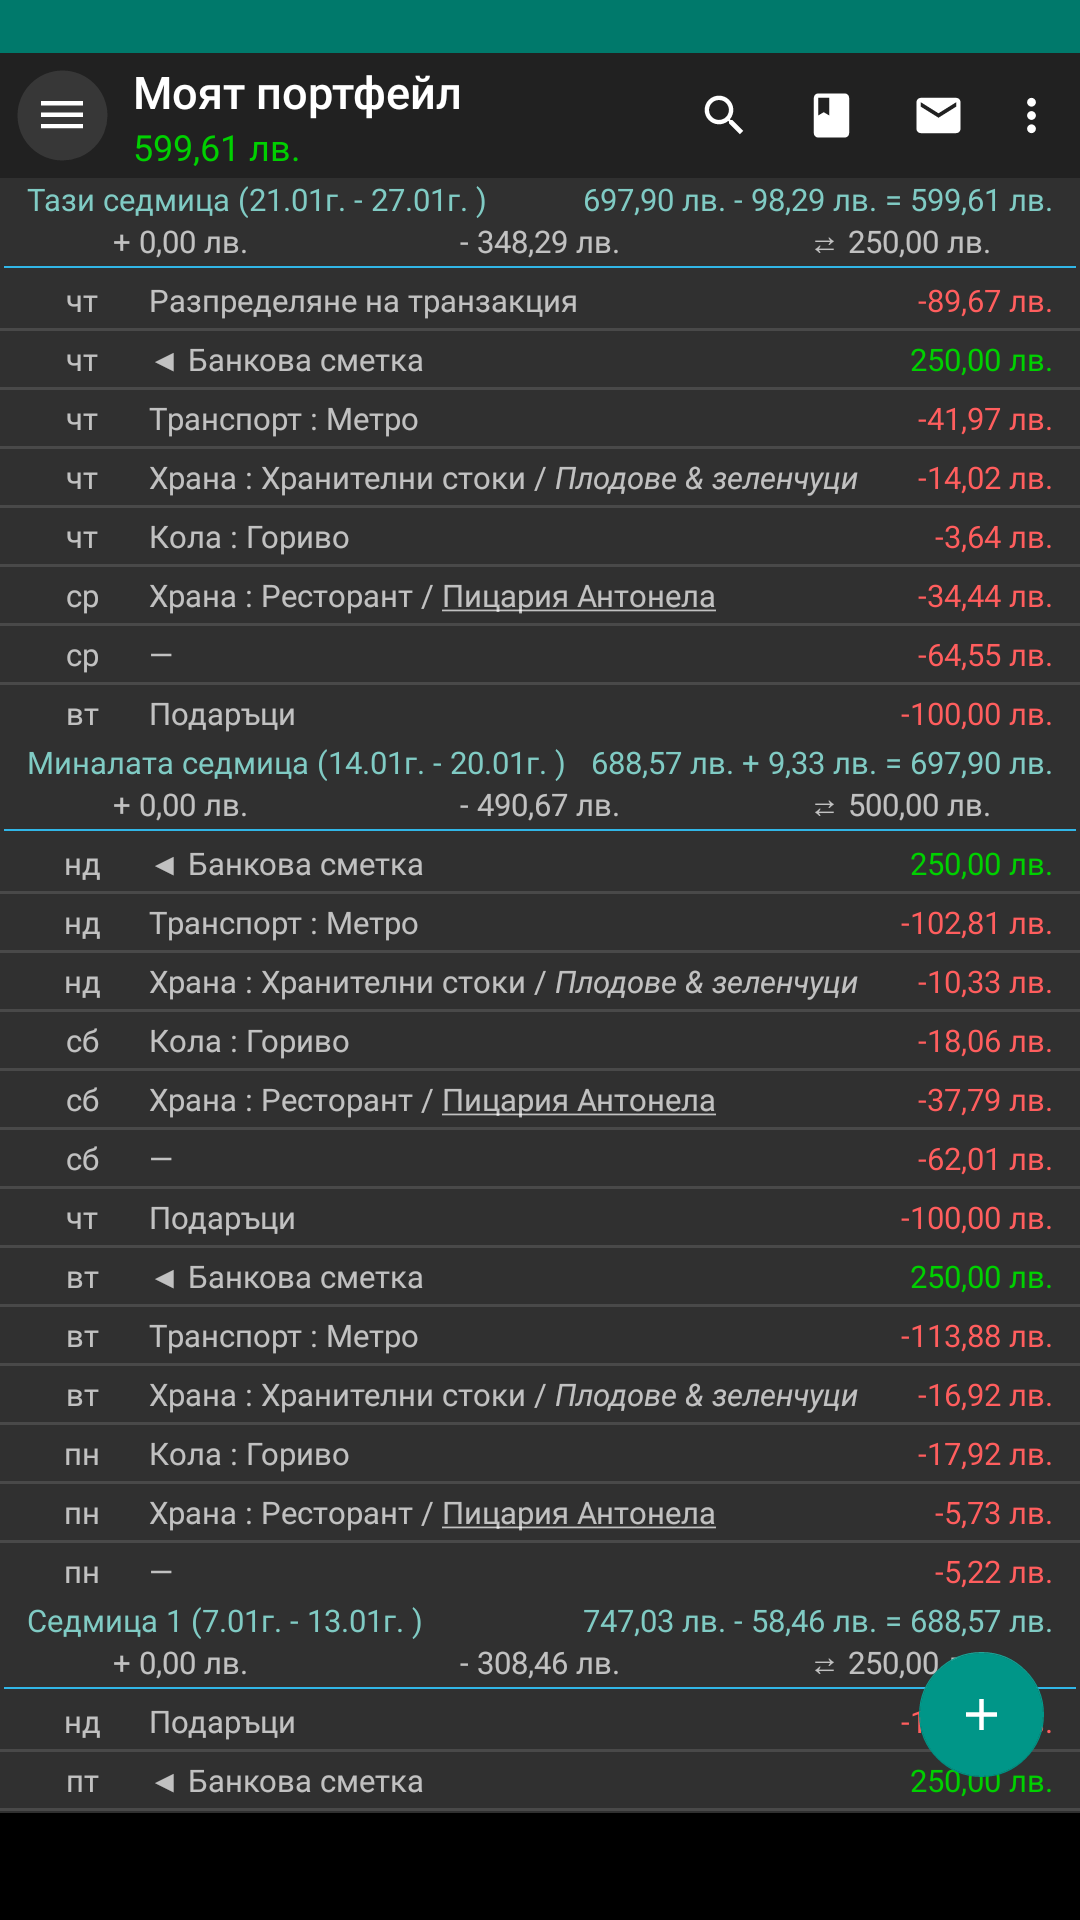 Моят портфейл
599,61 лв.
Тази седмица (21.01г. - 27.01г. ) 697,90 лв. - 98,29 лв. = 599,61 лв.
+ 0,00 лв. - 348,29 лв. ⇄ 250,00 лв.
чт Разпределяне на транзакция -89,67 лв.
чт ◄ Банкова сметка 250,00 лв.
чт Транспорт : Метро -41,97 лв.
чт Храна : Хранителни стоки / Плодове & зеленчуци -14,02 лв.
чт Кола : Гориво -3,64 лв.
ср Храна : Ресторант / Пицария Антонела -34,44 лв.
ср — -64,55 лв.
вт Подаръци -100,00 лв.
Миналата седмица (14.01г. - 20.01г. ) 688,57 лв. + 9,33 лв. = 697,90 лв.
+ 0,00 лв. - 490,67 лв. ⇄ 500,00 лв.
нд ◄ Банкова сметка 250,00 лв.
нд Транспорт : Метро -102,81 лв.
нд Храна : Хранителни стоки / Плодове & зеленчуци -10,33 лв.
сб Кола : Гориво -18,06 лв.
сб Храна : Ресторант / Пицария Антонела -37,79 лв.
сб — -62,01 лв.
чт Подаръци -100,00 лв.
вт ◄ Банкова сметка 250,00 лв.
вт Транспорт : Метро -113,88 лв.
вт Храна : Хранителни стоки / Плодове & зеленчуци -16,92 лв.
пн Кола : Гориво -17,92 лв.
пн Храна : Ресторант / Пицария Антонела -5,73 лв.
пн — -5,22 лв.
Седмица 1 (7.01г. - 13.01г. ) 747,03 лв. - 58,46 лв. = 688,57 лв.
+ 0,00 лв. - 308,46 лв. ⇄ 250,00
нд Подаръци
пт ◄ Банкова сметка 250,00 лв.